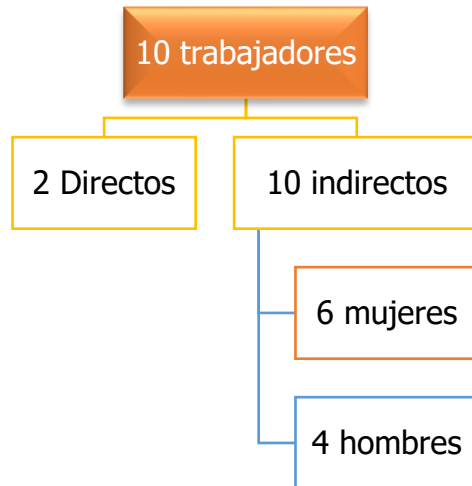 10 trabajadores
2 Directos
10 indirectos
6 mujeres
4 hombres